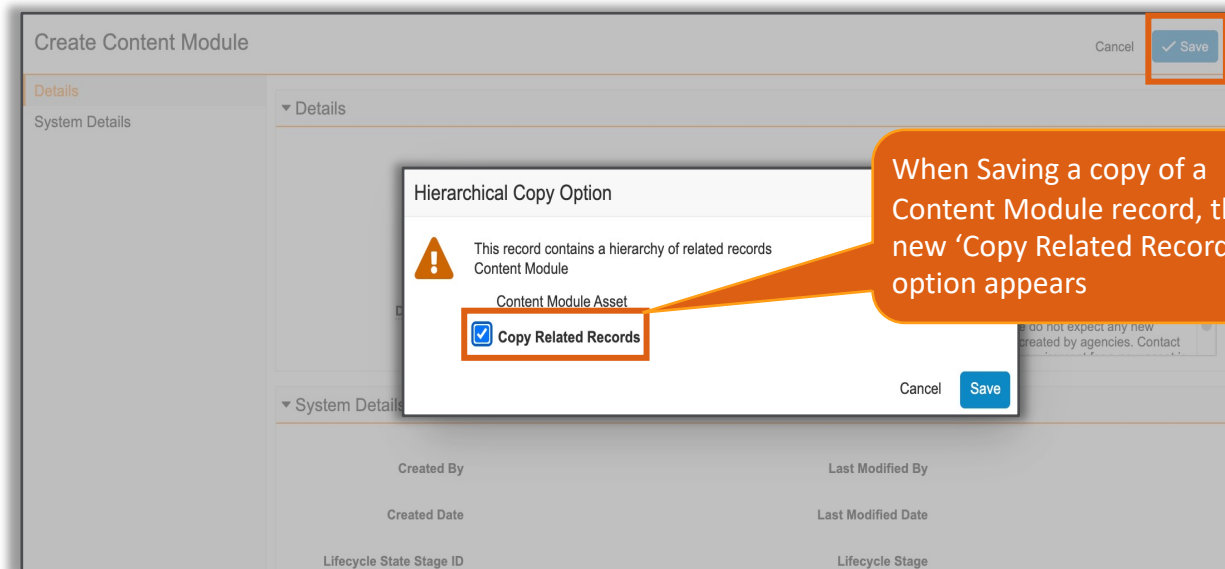 Create Content Module
Cancel
Save
Details
System Details
Details
Hierarchical Copy Option
This record contains a hierarchy of related records
Content Module
Content Module Asset
Copy Related Records
Cancel
Save
When Saving a copy of a
Content Module record,
new ‘Copy Related
option appears
do not expect any new
created by agencies. Contact
System Details
Created By
Last Modified By
Created Date
Last Modified Date
Lifecycle State Stage ID
Lifecycle Stage